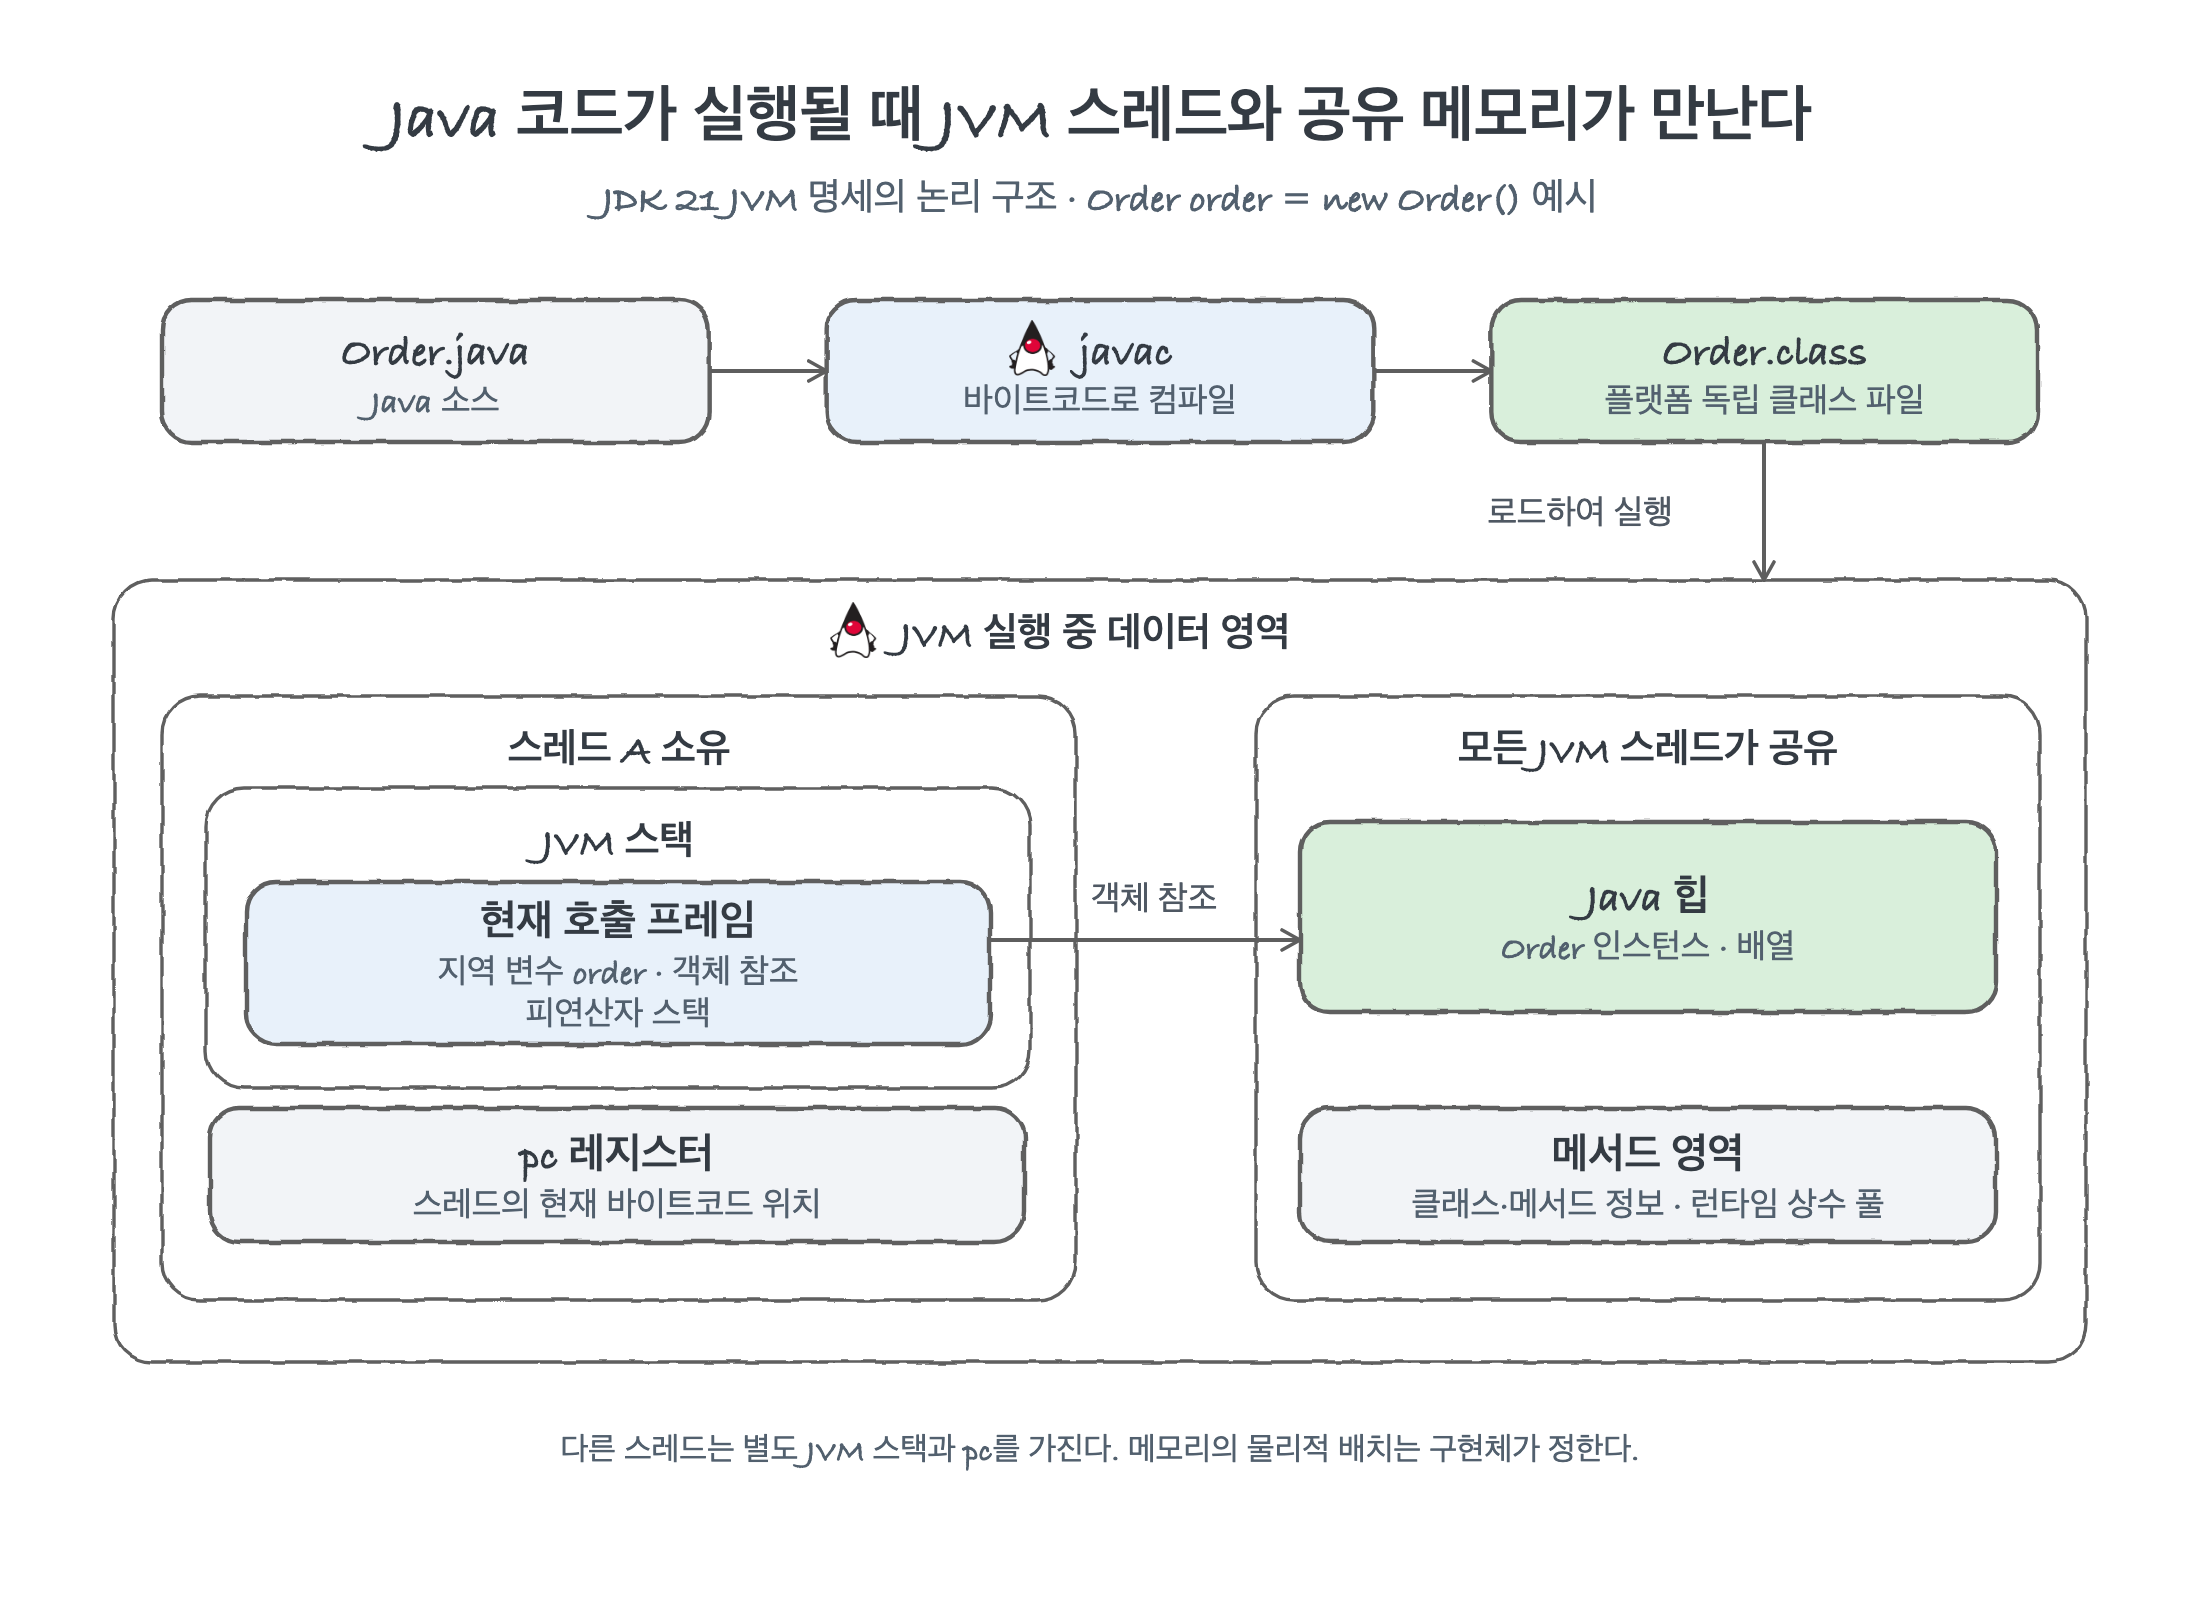 Java 코드가 실행될 때 JVM 스레드와 공유 메모리가 만난다
JDK 21 JVM 명세의 논리 구조 · Order order = new Order() 예시
Order.java
Java 소스
javac
바이트코드로 컴파일
Order.class
플랫폼 독립 클래스 파일
로드하여 실행
JVM 실행 중 데이터 영역
스레드 A 소유
JVM 스택
현재 호출 프레임
지역 변수 order · 객체 참조
피연산자 스택
pc 레지스터
스레드의 현재 바이트코드 위치
객체 참조
모든 JVM 스레드가 공유
Java 힙
Order 인스턴스 · 배열
메서드 영역
클래스·메서드 정보 · 런타임 상수 풀
다른 스레드는 별도 JVM 스택과 pc를 가진다. 메모리의 물리적 배치는 구현체가 정한다.